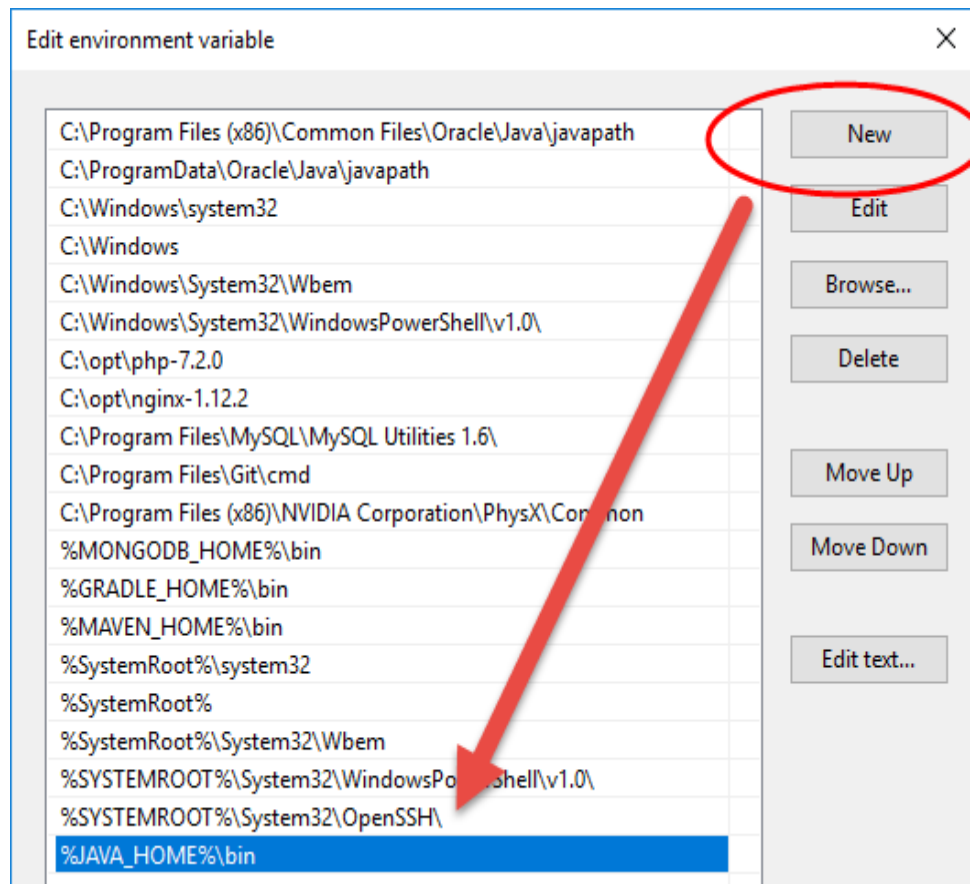 Edit environment variable
C:\Program Files (x86)\Common Files\Oracle\Java\javapath
New
C:\ProgramData\Oracle\Java\javapath
C:\Windows\system32
Edit
C:\Windows
C:\Windows\System32\Wbem
Browse...
C:\Windows\System32\WindowsPowerShell\v1.0\
C:\opt\php-7.2.0
Delete
C:\opt\nginx-1.12.2
C:\Program Files\MySQL\MySQL Utilities 1.6\
C:\Program Files\Git\cmd
Move Up
C:\Program Files (x86)\NVIDIA Corporation\PhysX\Common
%MONGODB_HOME%\bin
Move Down
%GRADLE_HOME%\bin
%MAVEN_HOME%\bin
%SystemRoot%\system32
Edit text...
%SystemRoot%
%SystemRoot%\System32\Wbem
%SYSTEMROOT%\System32\WindowsPowerShell\v1.0\
%SYSTEMROOT%\System32\OpenSSH\
%JAVA_HOME%\bin